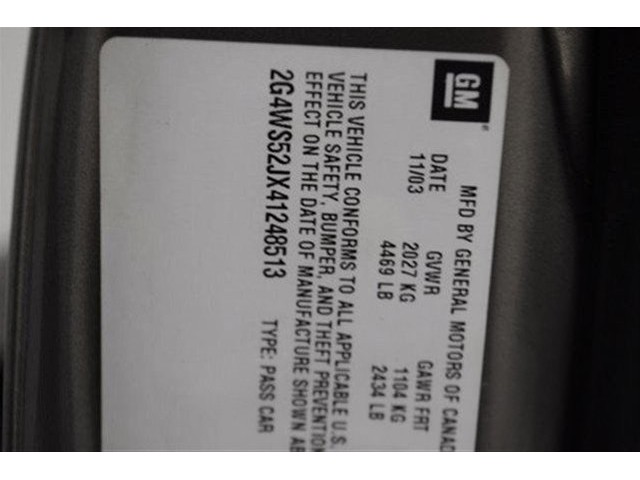 GM
MFD BY GENERAL MOTORS OF CANAD
DATE GVWR GAWR FRT
11/03 2027 KG 1104 KG
4469 LB 2434 LB
THIS VEHICLE CONFORMS TO ALL APPLICABLE U.S.
VEHICLE SAFETY, BUMPER, AND THEFT PREVENTION
EFFECT ON THE DATE OF MANUFACTURE SHOWN AB
2G4WS52JX41248513 TYPE: PASS CAR